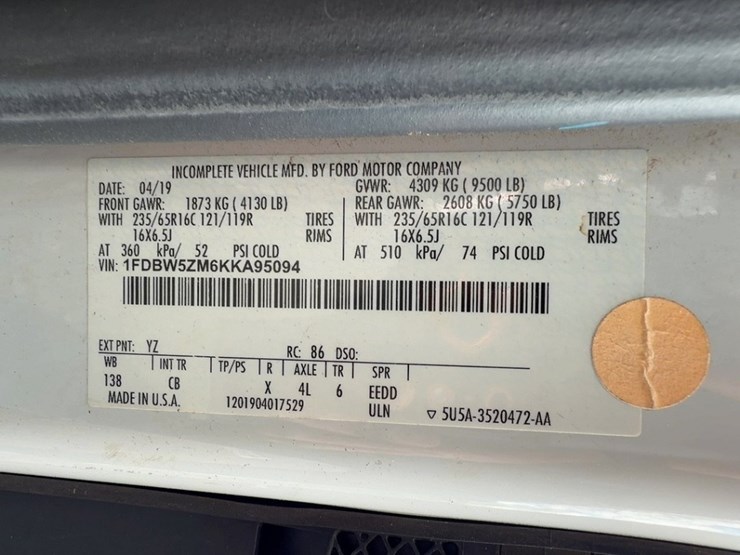 INCOMPLETE VEHICLE MFD. BY FORD MOTOR COMPANY
DATE: 04/19 GVWR: 4309 KG ( 9500 LB)
FRONT GAWR: 1873 KG ( 4130 LB) REAR GAWR: 2608 KG ( 5750 LB)
WITH 235/65R16C 121/119R TIRES WITH 235/65R16C 121/119R TIRES
16X6.5J RIMS 16X6.5J RIMS
AT 360 kPa/ 52 PSI COLD AT 510 kPa/ 74 PSI COLD
VIN: 1FDBW5ZM6KKA95094
EXT PNT: YZ RC: 86 DSO:
WB INT TR TP/PS R AXLE TR SPR
138 CB X 4L 6 EEDD
MADE IN U.S.A. 1201904017529 ULN ▽ 5U5A-3520472-AA